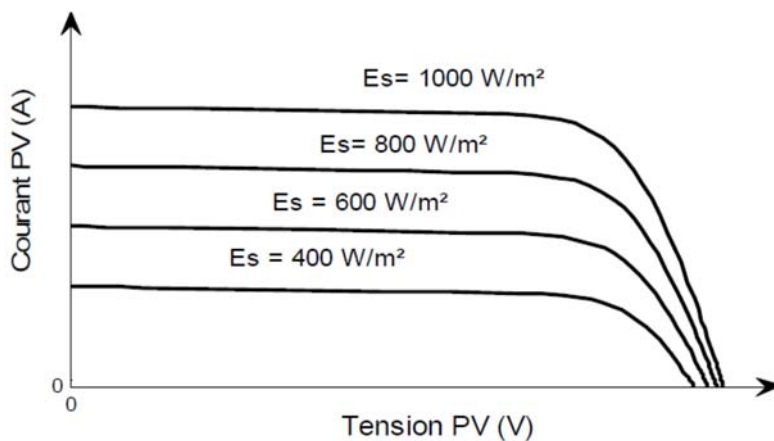 Es= 1000 W/m²
Es= 800 W/m²
Es = 600 W/m²
Es = 400 W/m²
Courant PV (A)
0
0
Tension PV (V)